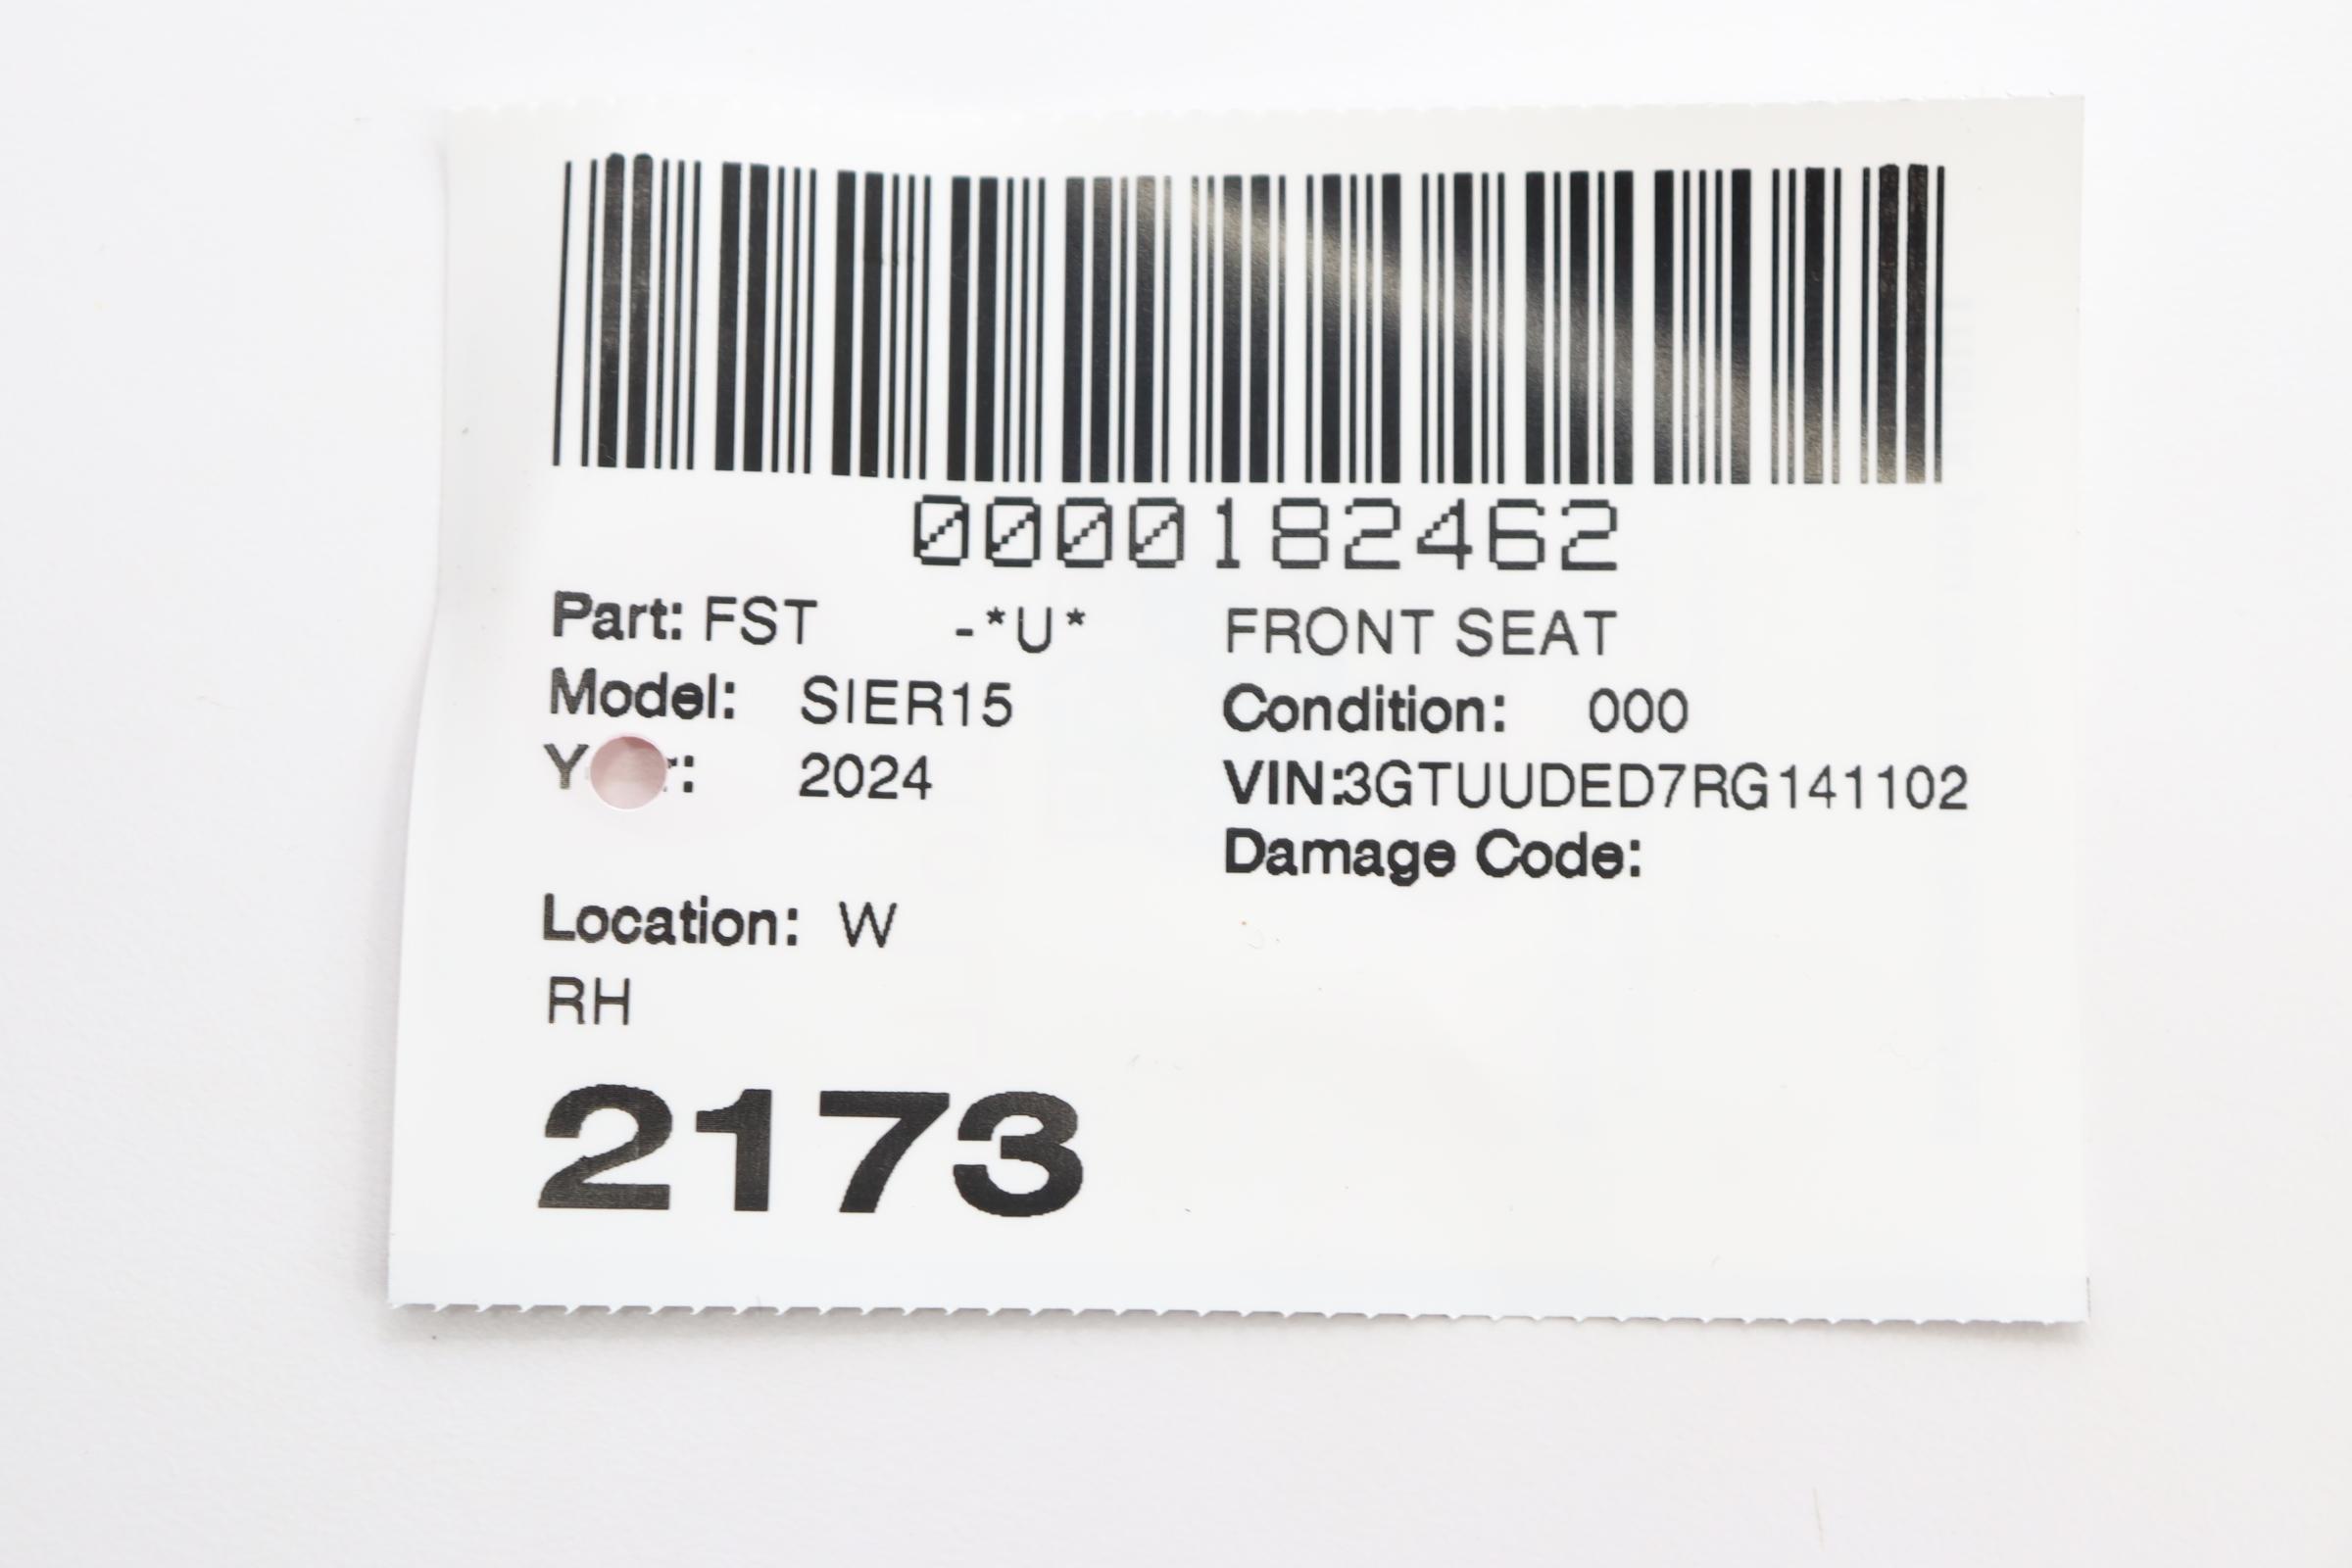 0000182462
Part: FST -*U* FRONT SEAT
Model: SIER15 Condition: 000
2024 VIN:3GTUUDED7RG141102
Damage Code:
Location: W
RH
2173